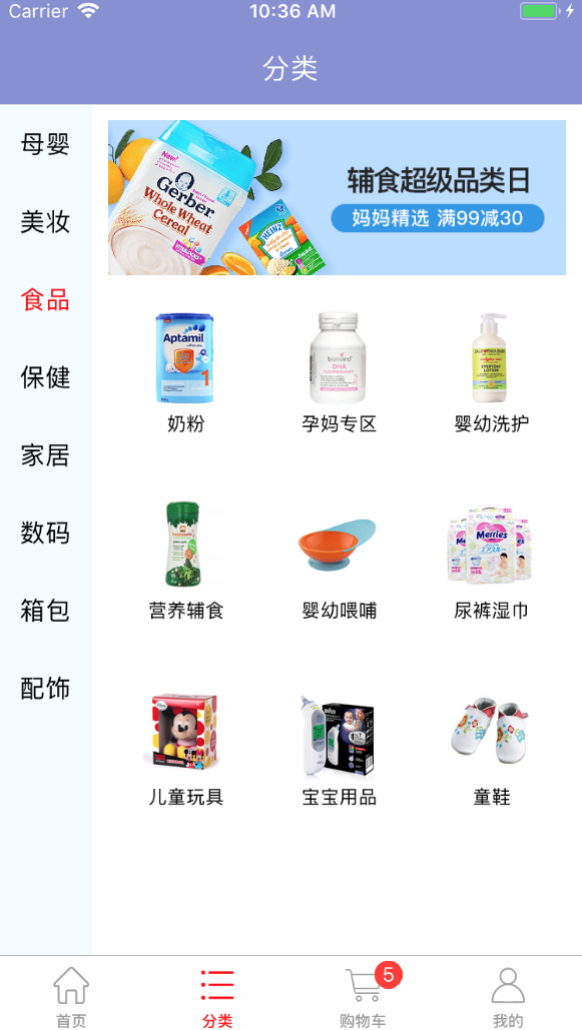 Carrier 10:36 AM
分类
母婴
美妆
食品
保健
家居
数码
箱包
配饰
New!
Gerber
Whole Wheat
Cereal
HEINZ
辅食超级品类日
妈妈精选 满99减30
Aptamil
1
DHA
奶粉
孕妈专区
婴幼洗护
Merries
营养辅食
婴幼喂哺
尿裤湿巾
儿童玩具
宝宝用品
童鞋
首页
分类
5
购物车
我的